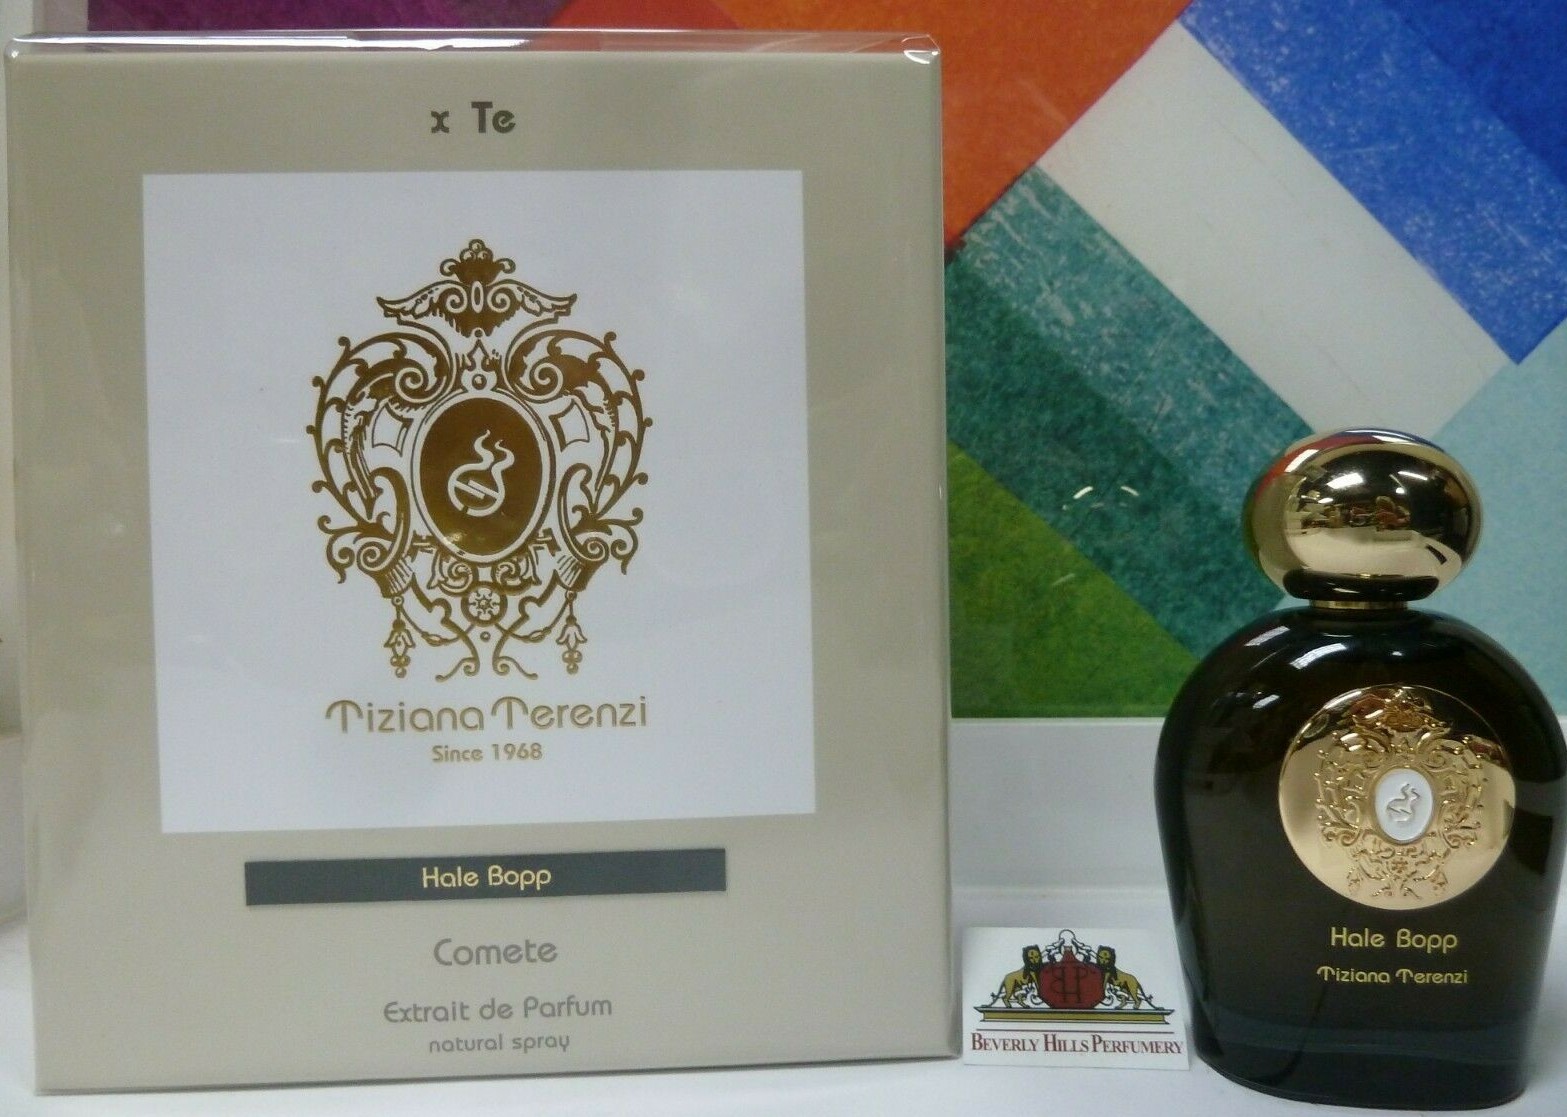 x Te
Tiziana Terenzi
Since 1968
Hale Bopp
Comete
Extrait de Parfum
natural spray
BH
BEVERLY HILLS PERFUMERY
Hale Bopp
Tiziana Terenzi